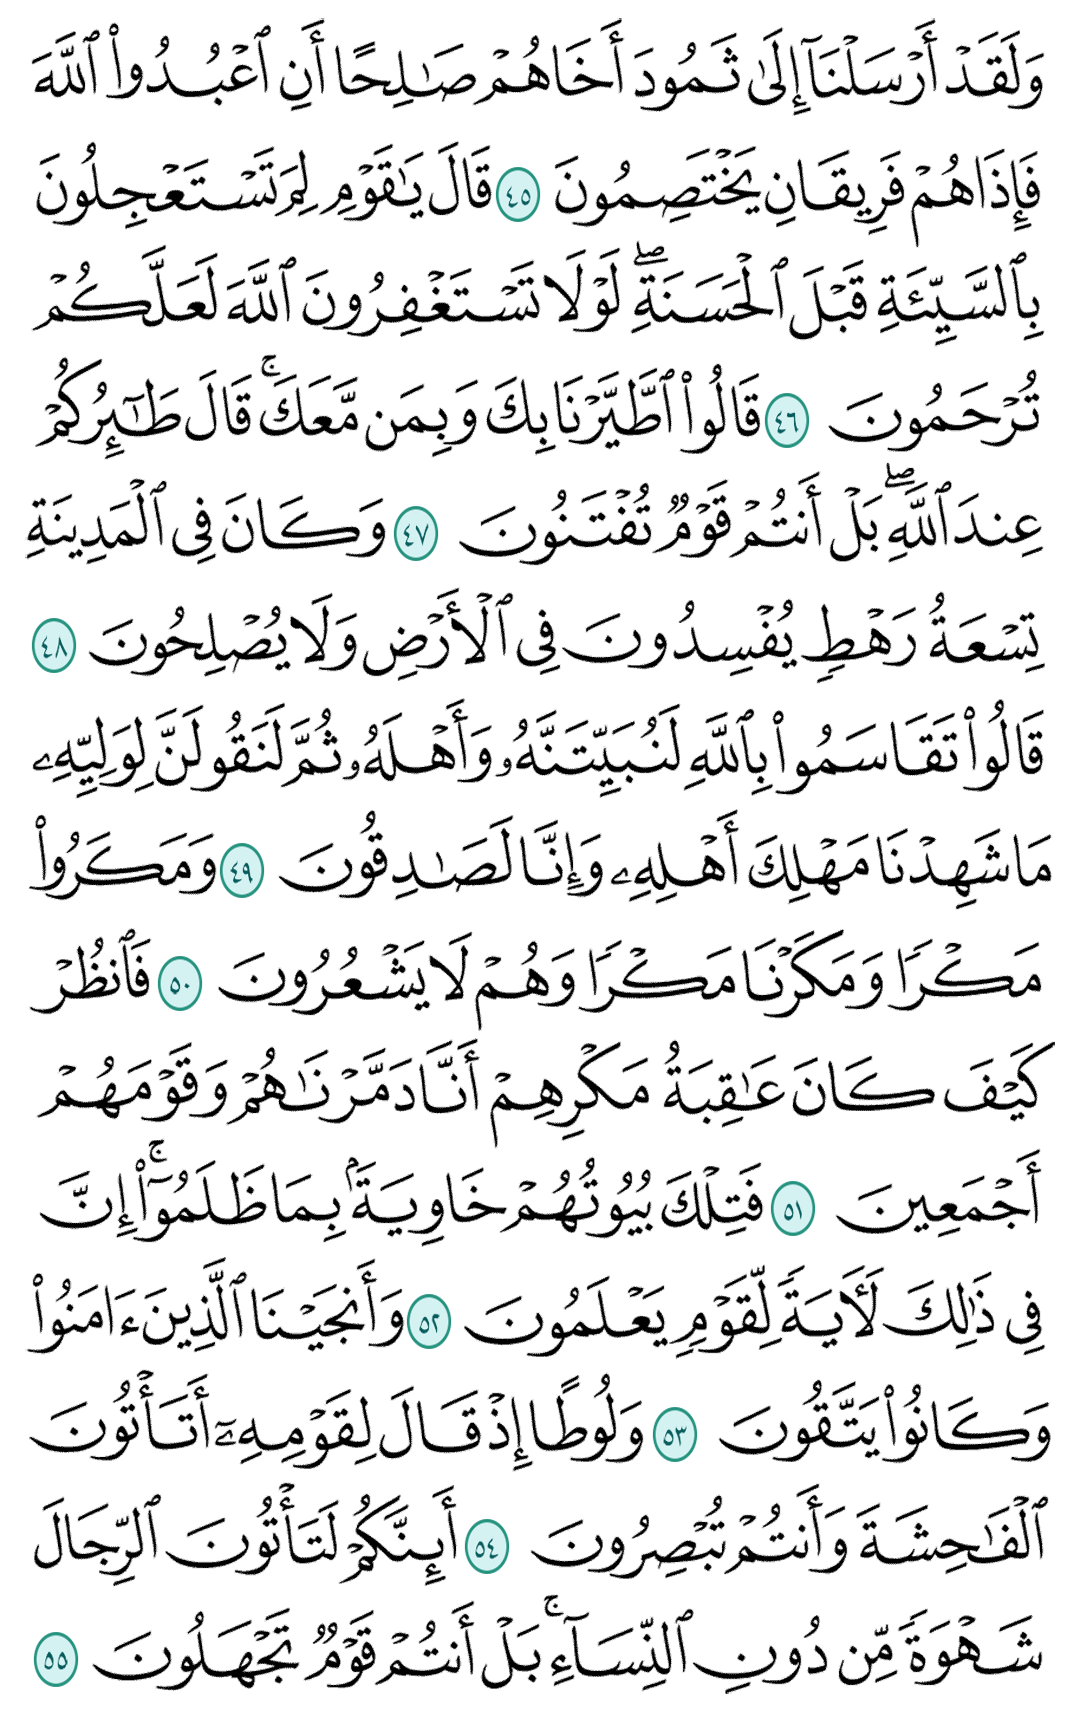 وَلَقَدۡ أَرۡسَلۡنَآ إِلَىٰ ثَمُودَ أَخَاهُمۡ صَٰلِحًا أَنِ ٱعۡبُدُواْ ٱللَّهَ
فَإِذَا هُمۡ فَرِيقَانِ يَخۡتَصِمُونَ ٤٥ قَالَ يَٰقَوۡمِ لِمَ تَسۡتَعۡجِلُونَ
بِٱلسَّيِّئَةِ قَبۡلَ ٱلۡحَسَنَةِۖ لَوۡلَا تَسۡتَغۡفِرُونَ ٱللَّهَ لَعَلَّكُمۡ
تُرۡحَمُونَ ٤٦ قَالُواْ ٱطَّيَّرۡنَا بِكَ وَبِمَن مَّعَكَۚ قَالَ طَٰٓئِرُكُمۡ
عِندَ ٱللَّهِۖ بَلۡ أَنتُمۡ قَوۡمٞ تُفۡتَنُونَ ٤٧ وَكَانَ فِي ٱلۡمَدِينَةِ
تِسۡعَةُ رَهۡطٖ يُفۡسِدُونَ فِي ٱلۡأَرۡضِ وَلَا يُصۡلِحُونَ ٤٨
قَالُواْ تَقَاسَمُواْ بِٱللَّهِ لَنُبَيِّتَنَّهُۥ وَأَهۡلَهُۥ ثُمَّ لَنَقُولَنَّ لِوَلِيِّهِۦ
مَا شَهِدۡنَا مَهۡلِكَ أَهۡلِهِۦ وَإِنَّا لَصَٰدِقُونَ ٤٩ وَمَكَرُواْ
مَكۡرٗا وَمَكَرۡنَا مَكۡرٗا وَهُمۡ لَا يَشۡعُرُونَ ٥٠ فَٱنظُرۡ
كَيۡفَ كَانَ عَٰقِبَةُ مَكۡرِهِمۡ أَنَّا دَمَّرۡنَٰهُمۡ وَقَوۡمَهُمۡ
أَجۡمَعِينَ ٥١ فَتِلۡكَ بُيُوتُهُمۡ خَاوِيَةَۢ بِمَا ظَلَمُوٓاْۚ إِنَّ
فِي ذَٰلِكَ لَأٓيَةٗ لِّقَوۡمٖ يَعۡلَمُونَ ٥٢ وَأَنجَيۡنَا ٱلَّذِينَ ءَامَنُواْ
وَكَانُواْ يَتَّقُونَ ٥٣ وَلُوطًا إِذۡ قَالَ لِقَوۡمِهِۦٓ أَتَأۡتُونَ
ٱلۡفَٰحِشَةَ وَأَنتُمۡ تُبۡصِرُونَ ٥٤ أَئِنَّكُمۡ لَتَأۡتُونَ ٱلرِّجَالَ
شَهۡوَةٗ مِّن دُونِ ٱلنِّسَآءِۚ بَلۡ أَنتُمۡ قَوۡمٞ تَجۡهَلُونَ ٥٥